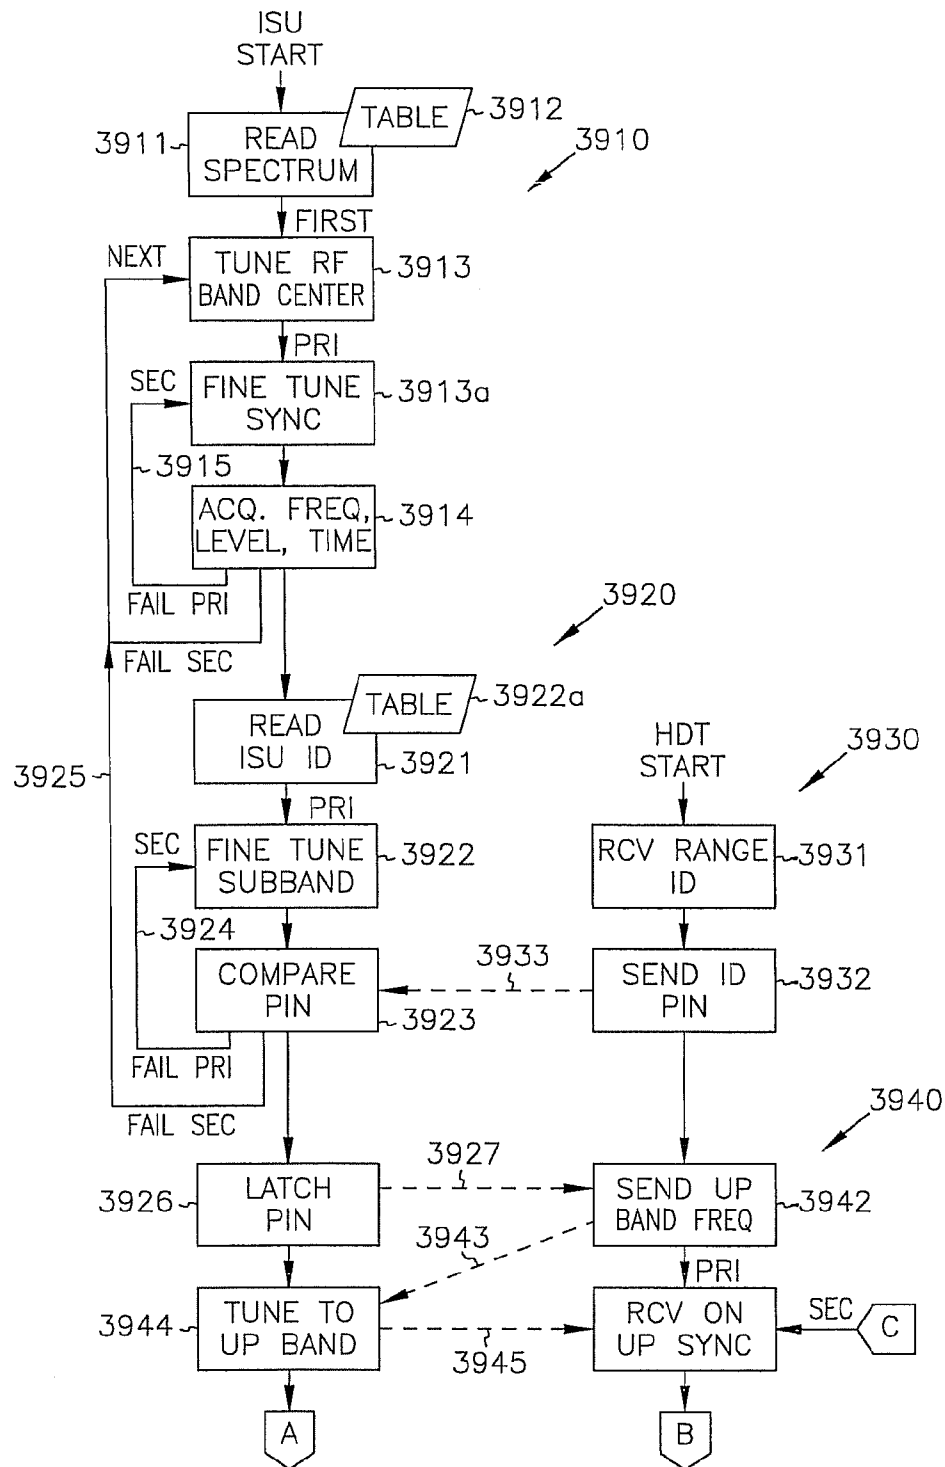 ISU
START
TABLE
3912
3911
READ
SPECTRUM
3910
FIRST
NEXT
TUNE RF
BAND CENTER
3913
PRI
SEC
FINE TUNE
SYNC
3913a
3915
ACQ. FREQ,
LEVEL, TIME
3914
FAIL PRI
FAIL SEC
3920
TABLE
3922a
READ
ISU ID
3921
3925
HDT
START
3930
PRI
SEC
FINE TUNE
SUBBAND
3922
RCV RANGE
ID
3931
3924
COMPARE
PIN
3923
3933
SEND ID
PIN
3932
FAIL PRI
FAIL SEC
3940
3926
LATCH
PIN
3927
SEND UP
BAND FREQ
3942
3943
PRI
3944
TUNE TO
UP BAND
3945
RCV ON
UP SYNC
SEC
C
A
B